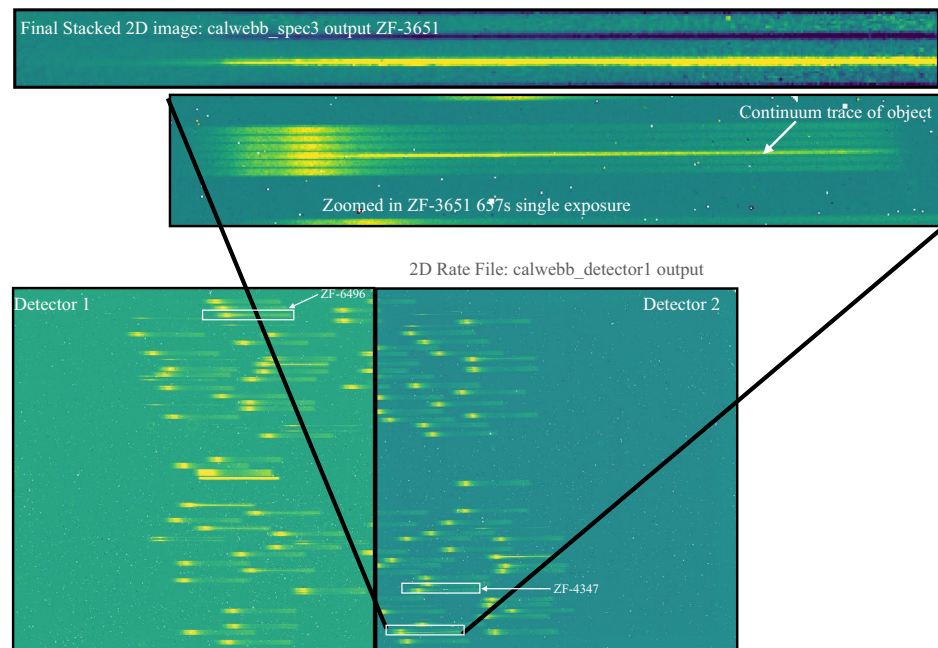 Final Stacked 2D image: calwebb_spec3 output ZF-3651
Continuum trace of object
Zoomed in ZF-3651 657s single exposure
2D Rate File: calwebb_detector1 output
Detector 1
ZF-6496
Detector 2
ZF-4347